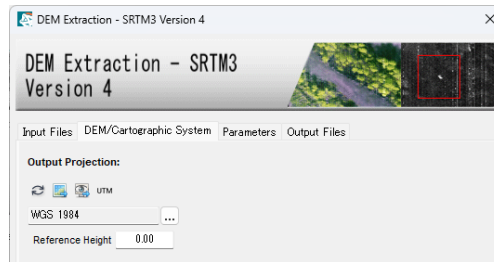 DEM Extraction - SRTM3 Version 4
DEM Extraction - SRTM3
Version 4
Input Files DEM/Cartographic System Parameters Output Files
Output Projection:
UTM
WGS 1984 ...
Reference Height 0.00